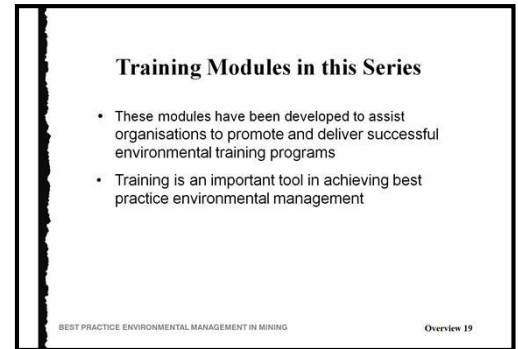 Training Modules in this Series
• These modules have been developed to assist
organisations to promote and deliver successful
environmental training programs
• Training is an important tool in achieving best
practice environmental management
BEST PRACTICE ENVIRONMENTAL MANAGEMENT IN MINING
Overview 19